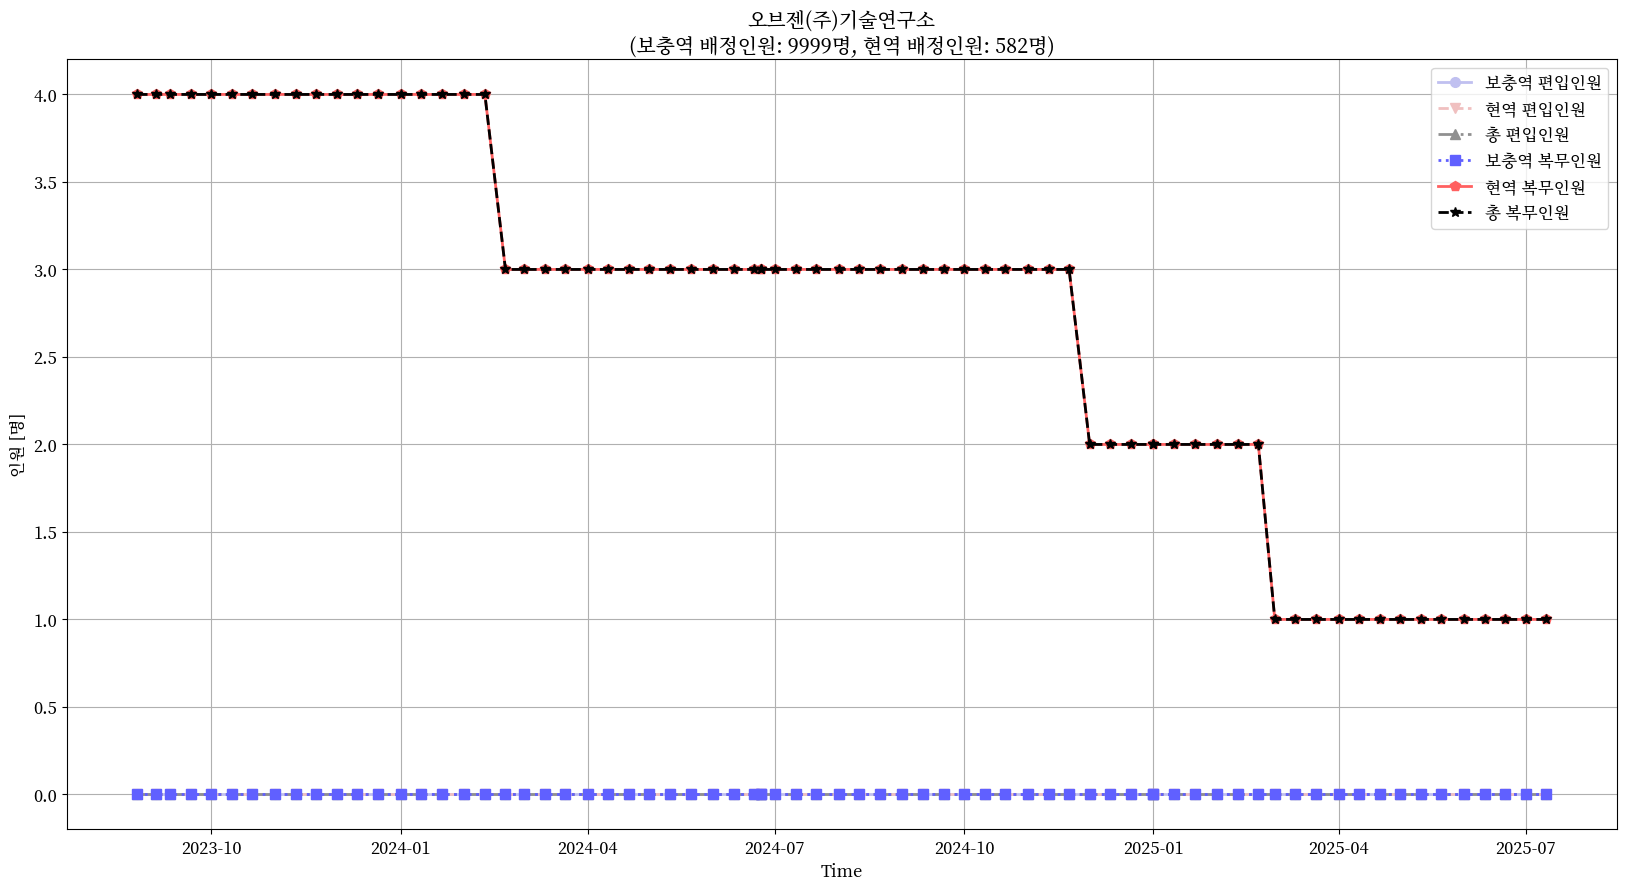 오브젠(주)기술연구소
(보충역 배정인원: 9999명, 현역 배정인원: 582명)
보충역 편입인원
현역 편입인원
총 편입인원
보충역 복무인원
현역 복무인원
총 복무인원
인원 [명]
4.0
3.5
3.0
2.5
2.0
1.5
1.0
0.5
0.0
2023-10
2024-01
2024-04
2024-07
2024-10
2025-01
2025-04
2025-07
Time